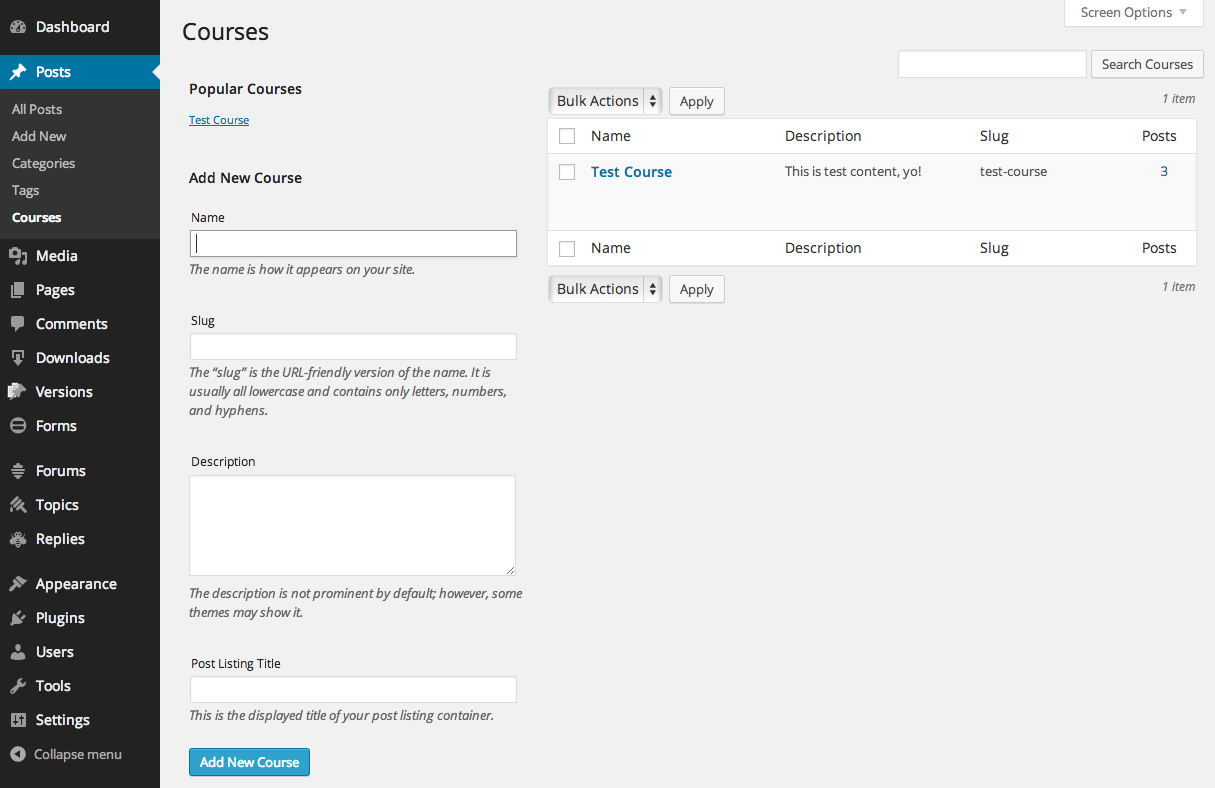 Dashboard
Posts
All Posts
Add New
Categories
Tags
Courses
Media
Pages
Comments
Downloads
Versions
Forms
Forums
Topics
Replies
Appearance
Plugins
Users
Tools
Settings
Collapse menu
Screen Options
Courses
Search Courses
Popular Courses
Test Course
Add New Course
Name
The name is how it appears on your site.
Slug
The “slug” is the URL-friendly version of the name. It is
usually all lowercase and contains only letters, numbers,
and hyphens.
Description
The description is not prominent by default; however, some
themes may show it.
Post Listing Title
This is the displayed title of your post listing container.
Add New Course
Bulk Actions Apply 1 item
Name Description Slug Posts
Test Course This is test content, yo! test-course 3
Name Description Slug Posts
Bulk Actions Apply 1 item